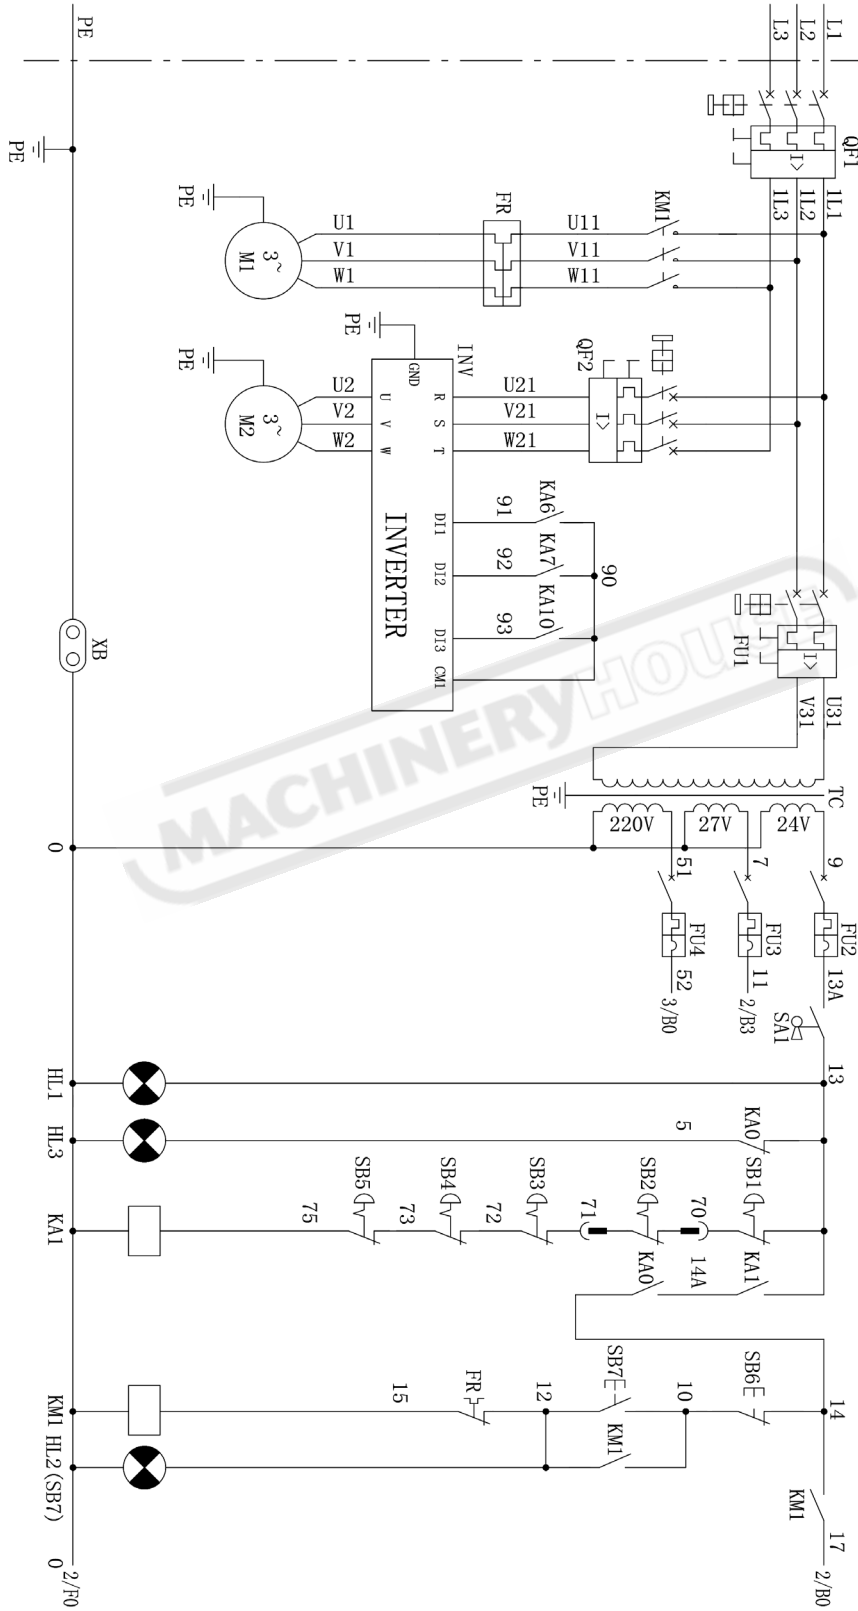 PE
L3
L2
L1
PE
QF1
PE
1L3
1L2
1L1
FR
KM1
U1
U11
V1
V11
W1
W11
3~
M1
PE
INV
QF2
PE
GND
U2
U
R
U21
V2
V
S
V21
W2
W
T
W21
3~
M2
I>
I>
I>
INVERTER
DI1
91
KA6
DI2
92
KA7
90
DI3
93
KA10
CM1
XB
FU1
V31
U31
MACHINERYHOUSE
PE
TC
220V
27V
24V
0
51
7
9
FU4
FU3
FU2
52
11
13A
3/B0
2/B3
SA1
HL1
13
HL3
5
KA0
KA1
75
SB5
73
SB4
72
SB3
71
SB2
70
SB1
KA0
14A
KA1
KM1
15
FR
12
SB7
10
SB6
14
HL2(SB7)
KM1
KM1
17
0
2/F0
2/B0